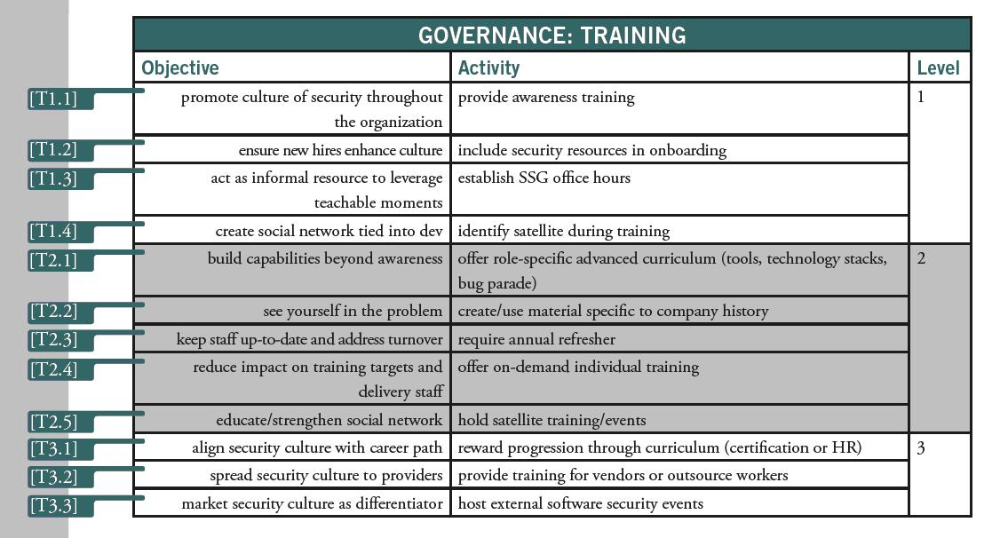 GOVERNANCE: TRAINING
Objective Activity Level
[T1.1] promote culture of security throughout provide awareness training 1
the organization
[T1.2] ensure new hires enhance culture include security resources in onboarding
[T1.3] act as informal resource to leverage establish SSG office hours
teachable moments
[T1.4] create social network tied into dev identify satellite during training
[T2.1] build capabilities beyond awareness offer role-specific advanced curriculum (tools, technology stacks, 2
bug parade)
[T2.2] see yourself in the problem create/use material specific to company history
[T2.3] keep staff up-to-date and address turnover require annual refresher
[T2.4] reduce impact on training targets and offer on-demand individual training
delivery staff
[T2.5] educate/strengthen social network hold satellite training/events
[T3.1] align security culture with career path reward progression through curriculum (certification or HR) 3
[T3.2] spread security culture to providers provide training for vendors or outsource workers
[T3.3] market security culture as differentiator host external software security events